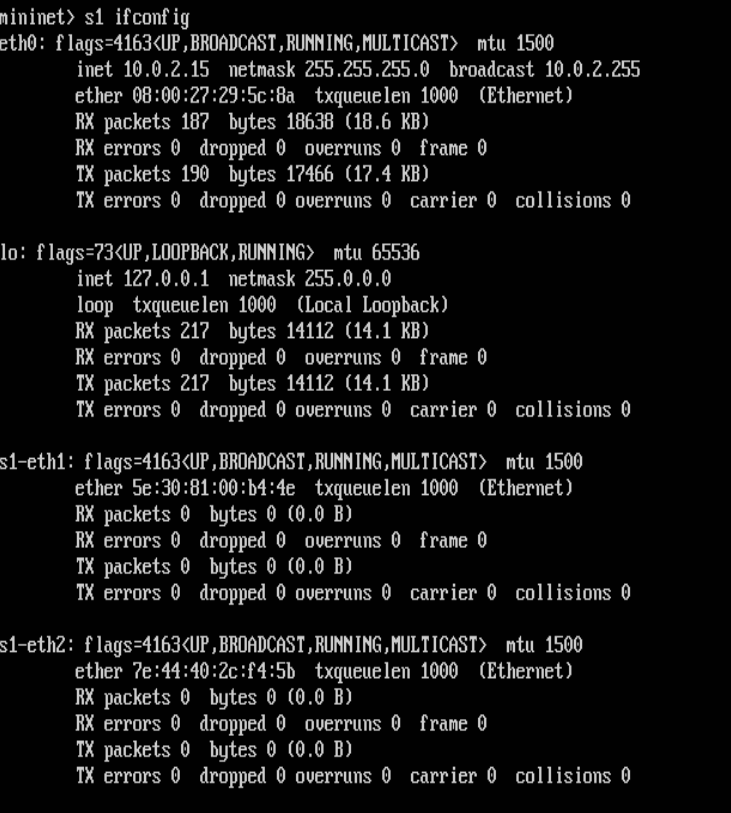 mininet> s1 ifconfig
eth0: flags=4163<UP,BROADCAST,RUNNING,MULTICAST>  mtu 1500
        inet 10.0.2.15  netmask 255.255.255.0  broadcast 10.0.2.255
        ether 08:00:27:29:5c:8a  txqueuelen 1000  (Ethernet)
        RX packets 187  bytes 18638 (18.6 KB)
        RX errors 0  dropped 0  overruns 0  frame 0
        TX packets 190  bytes 17466 (17.4 KB)
        TX errors 0  dropped 0 overruns 0  carrier 0  collisions 0

lo: flags=73<UP,LOOPBACK,RUNNING>  mtu 65536
        inet 127.0.0.1  netmask 255.0.0.0
        loop  txqueuelen 1000  (Local Loopback)
        RX packets 217  bytes 14112 (14.1 KB)
        RX errors 0  dropped 0  overruns 0  frame 0
        TX packets 217  bytes 14112 (14.1 KB)
        TX errors 0  dropped 0 overruns 0  carrier 0  collisions 0

s1-eth1: flags=4163<UP,BROADCAST,RUNNING,MULTICAST>  mtu 1500
        ether 5e:30:81:00:b4:4e  txqueuelen 1000  (Ethernet)
        RX packets 0  bytes 0 (0.0 B)
        RX errors 0  dropped 0  overruns 0  frame 0
        TX packets 0  bytes 0 (0.0 B)
        TX errors 0  dropped 0 overruns 0  carrier 0  collisions 0

s1-eth2: flags=4163<UP,BROADCAST,RUNNING,MULTICAST>  mtu 1500
        ether 7e:44:40:2c:f4:5b  txqueuelen 1000  (Ethernet)
        RX packets 0  bytes 0 (0.0 B)
        RX errors 0  dropped 0  overruns 0  frame 0
        TX packets 0  bytes 0 (0.0 B)
        TX errors 0  dropped 0 overruns 0  carrier 0  collisions 0